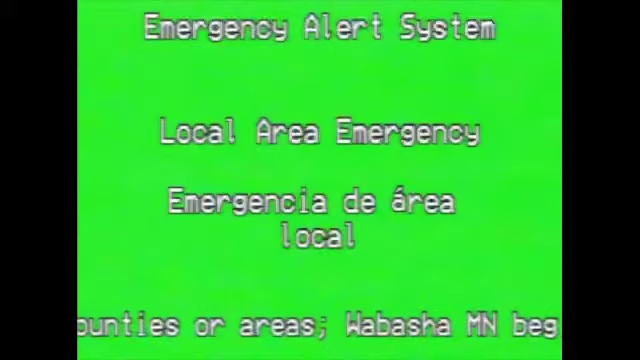 Emergency Alert System
Local Area Emergency
Emergencia de área
local
ounties or areas; Wabasha MN beg